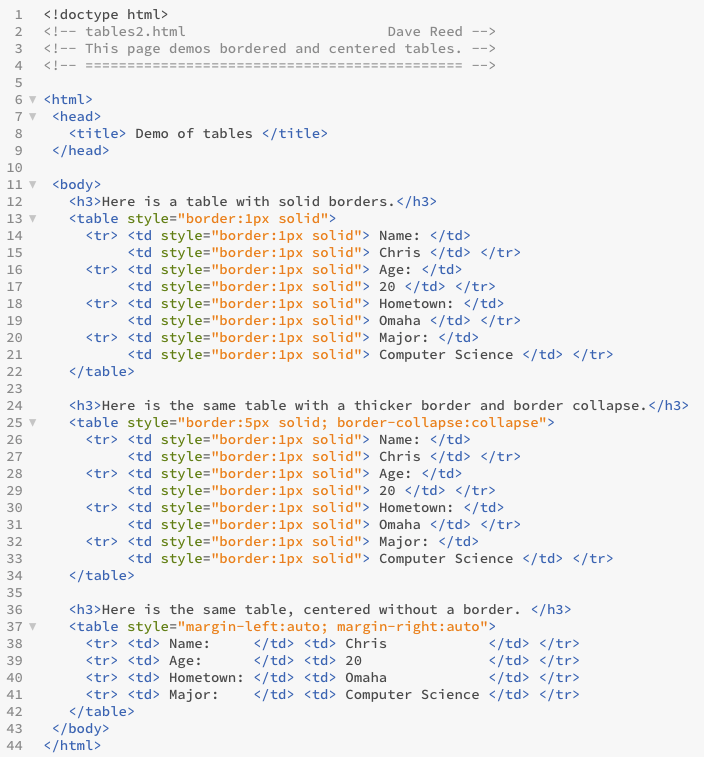 1 <!doctype html>
2 <!-- tables2.html                        Dave Reed -->
3 <!-- This page demos bordered and centered tables. -->
4 <!-- ============================================= -->
5
6 <html>
7  <head>
8    <title> Demo of tables </title>
9  </head>
10
11  <body>
12    <h3>Here is a table with solid borders.</h3>
13    <table style="border:1px solid">
14      <tr> <td style="border:1px solid"> Name: </td>
15           <td style="border:1px solid"> Chris </td> </tr>
16      <tr> <td style="border:1px solid"> Age: </td>
17           <td style="border:1px solid"> 20 </td> </tr>
18      <tr> <td style="border:1px solid"> Hometown: </td>
19           <td style="border:1px solid"> Omaha </td> </tr>
20      <tr> <td style="border:1px solid"> Major: </td>
21           <td style="border:1px solid"> Computer Science </td> </tr>
22    </table>
23
24    <h3>Here is the same table with a thicker border and border collapse.</h3>
25    <table style="border:5px solid; border-collapse:collapse">
26      <tr> <td style="border:1px solid"> Name: </td>
27           <td style="border:1px solid"> Chris </td> </tr>
28      <tr> <td style="border:1px solid"> Age: </td>
29           <td style="border:1px solid"> 20 </td> </tr>
30      <tr> <td style="border:1px solid"> Hometown: </td>
31           <td style="border:1px solid"> Omaha </td> </tr>
32      <tr> <td style="border:1px solid"> Major: </td>
33           <td style="border:1px solid"> Computer Science </td> </tr>
34    </table>
35
36    <h3>Here is the same table, centered without a border. </h3>
37    <table style="margin-left:auto; margin-right:auto">
38      <tr> <td> Name:     </td> <td> Chris            </td> </tr>
39      <tr> <td> Age:      </td> <td> 20               </td> </tr>
40      <tr> <td> Hometown: </td> <td> Omaha            </td> </tr>
41      <tr> <td> Major:    </td> <td> Computer Science </td> </tr>
42    </table>
43  </body>
44 </html>